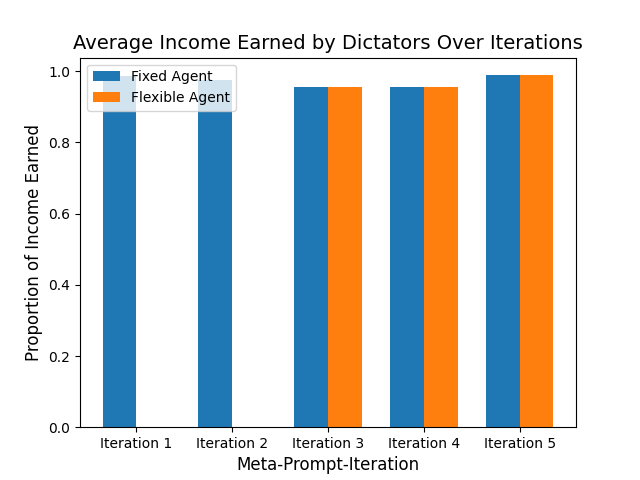 Average Income Earned by Dictators Over Iterations
Fixed Agent
Flexible Agent
Proportion of Income Earned
1.0
0.8
0.6
0.4
0.2
0.0
Iteration 1
Iteration 2
Iteration 3
Iteration 4
Iteration 5
Meta-Prompt-Iteration